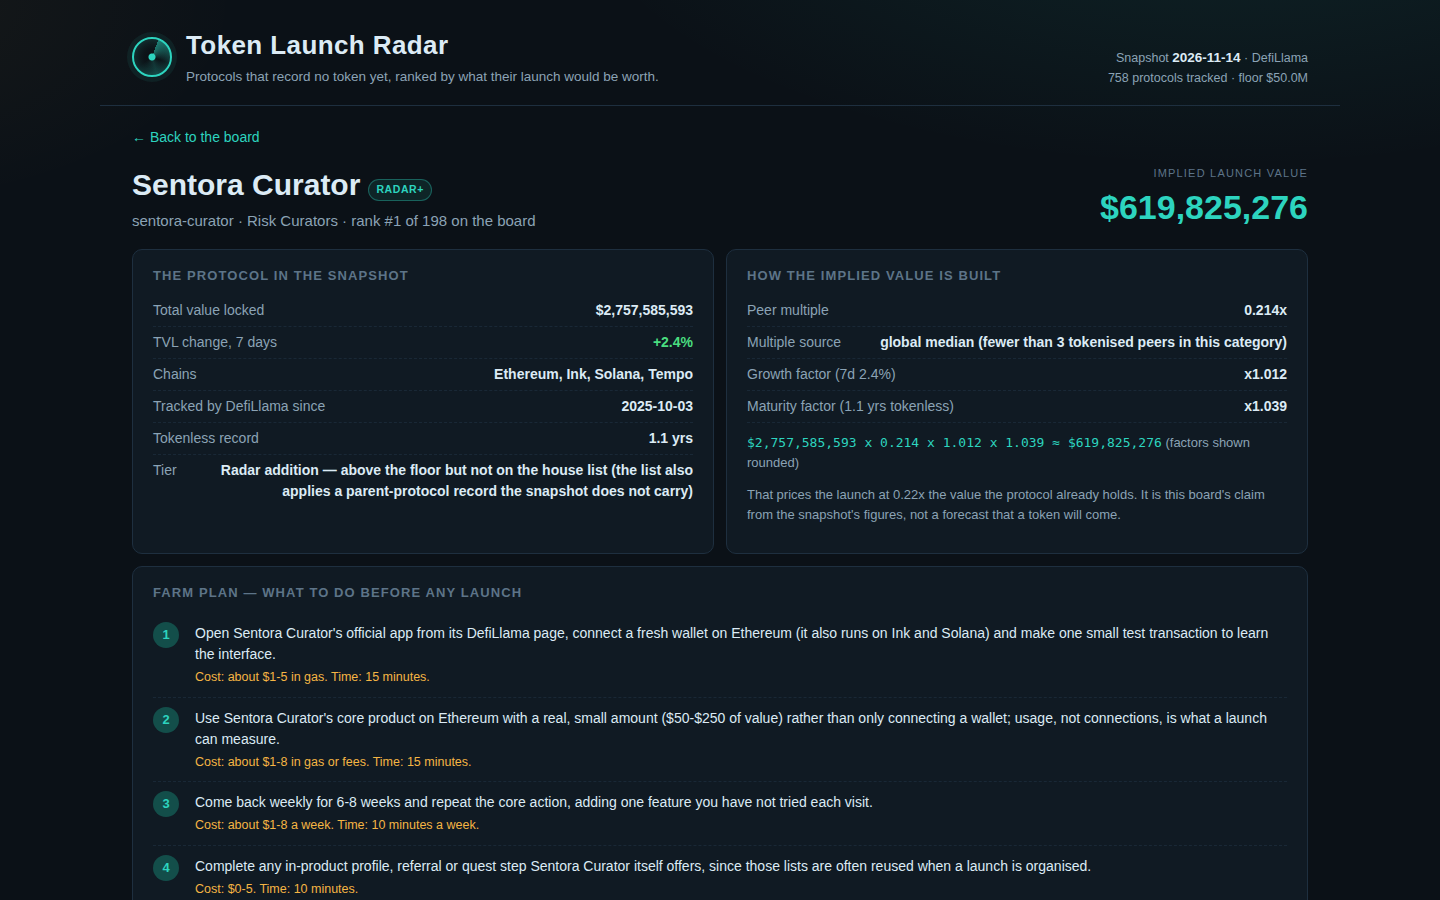 Token Launch Radar
Protocols that record no token yet, ranked by what their launch would be worth.
Snapshot 2026-11-14 · DefiLlama
758 protocols tracked · floor $50.0M
← Back to the board
Sentora Curator RADAR+
sentora-curator · Risk Curators · rank #1 of 198 on the board
IMPLIED LAUNCH VALUE
$619,825,276
THE PROTOCOL IN THE SNAPSHOT
Total value locked $2,757,585,593
TVL change, 7 days +2.4%
Chains Ethereum, Ink, Solana, Tempo
Tracked by DefiLlama since 2025-10-03
Tokenless record 1.1 yrs
Tier Radar addition — above the floor but not on the house list (the list also
applies a parent-protocol record the snapshot does not carry)
HOW THE IMPLIED VALUE IS BUILT
Peer multiple 0.214x
Multiple source global median (fewer than 3 tokenised peers in this category)
Growth factor (7d 2.4%) x1.012
Maturity factor (1.1 yrs tokenless) x1.039
$2,757,585,593 x 0.214 x 1.012 x 1.039 ≈ $619,825,276 (factors shown
rounded)
That prices the launch at 0.22x the value the protocol already holds. It is this board's claim
from the snapshot's figures, not a forecast that a token will come.
FARM PLAN — WHAT TO DO BEFORE ANY LAUNCH
1 Open Sentora Curator's official app from its DefiLlama page, connect a fresh wallet on Ethereum (it also runs on Ink and Solana) and make one small test transaction to learn
the interface.
Cost: about $1-5 in gas. Time: 15 minutes.
2 Use Sentora Curator's core product on Ethereum with a real, small amount ($50-$250 of value) rather than only connecting a wallet; usage, not connections, is what a launch
can measure.
Cost: about $1-8 in gas or fees. Time: 15 minutes.
3 Come back weekly for 6-8 weeks and repeat the core action, adding one feature you have not tried each visit.
Cost: about $1-8 a week. Time: 10 minutes a week.
4 Complete any in-product profile, referral or quest step Sentora Curator itself offers, since those lists are often reused when a launch is organised.
Cost: $0-5. Time: 10 minutes.